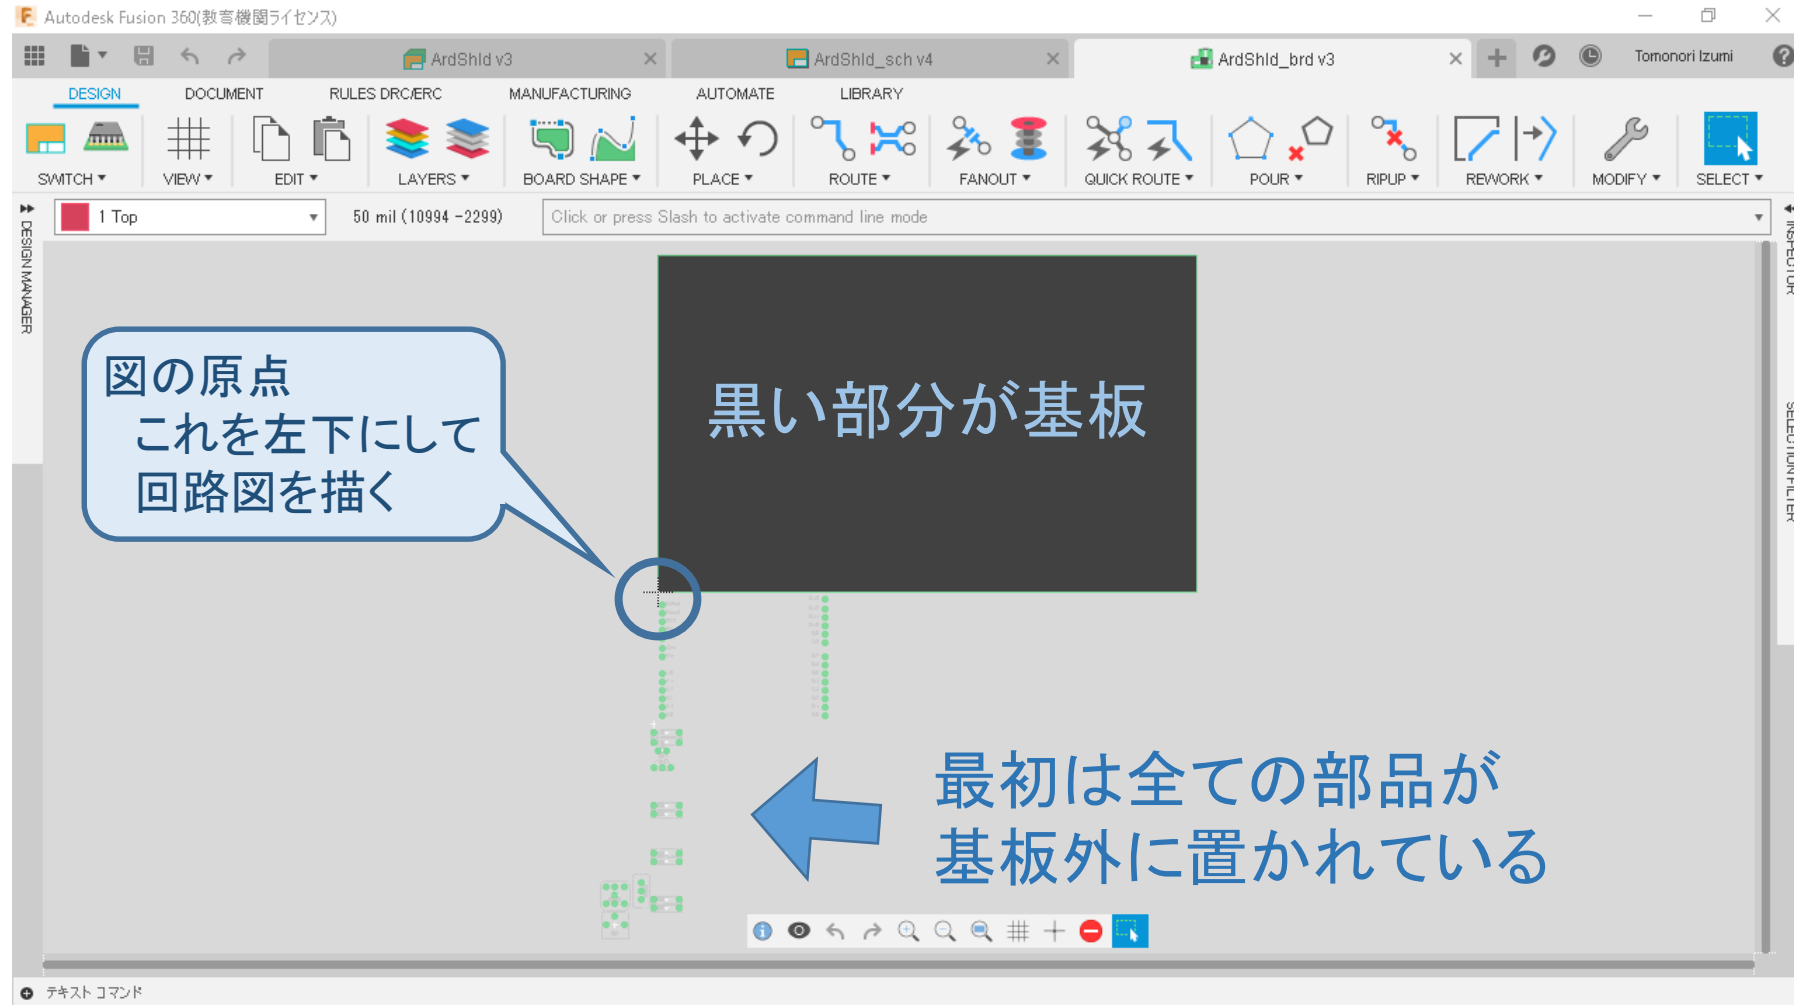 Autodesk Fusion 360(教育機関ライセンス)
ArdShld v3
ArdShld_sch v4
ArdShld_brd v3
Tomonori Izumi
DESIGN DOCUMENT RULES DRC/ERC MANUFACTURING AUTOMATE LIBRARY
SWITCH VIEW EDIT LAYERS BOARD SHAPE PLACE ROUTE FANOUT QUICK ROUTE POUR RIPUP REWORK MODIFY SELECT
1 Top 50 mil (10994 -2299) Click or press Slash to activate command line mode
DESIGN MANAGER
INSPECTOR
SELECTION FILTER
図の原点
これを左下にして
回路図を描く
黒い部分が基板
最初は全ての部品が
基板外に置かれている
テキスト コマンド